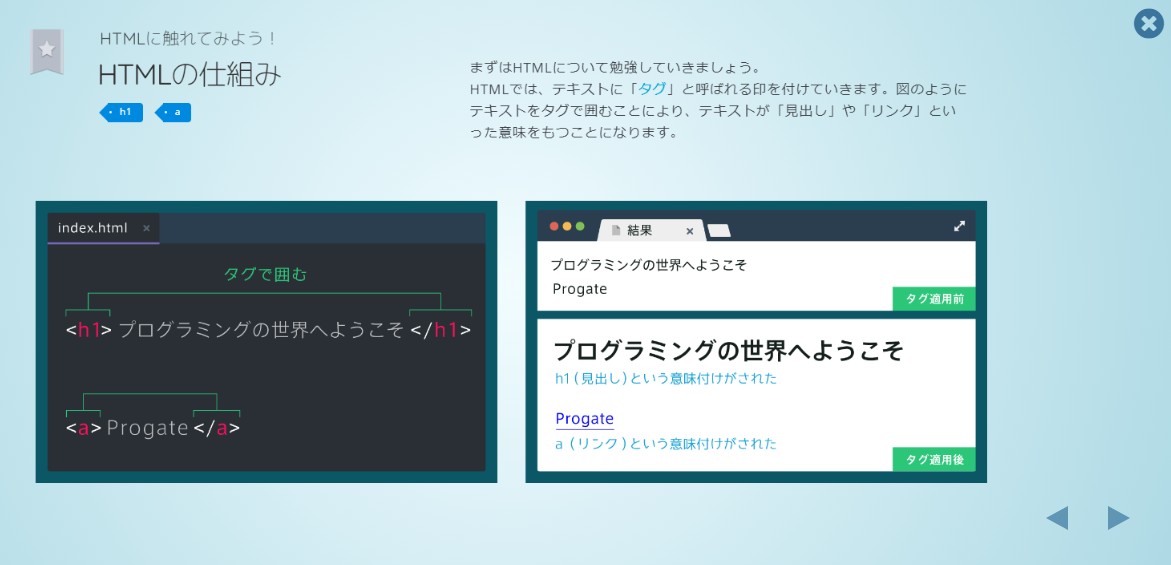 HTMLに触れてみよう！
HTMLの仕組み
h1 a
まずはHTMLについて勉強していきましょう。
HTMLでは、テキストに「タグ」と呼ばれる印を付けていきます。図のように
テキストをタグで囲むことにより、テキストが「見出し」や「リンク」とい
った意味をもつことになります。
index.html ×
タグで囲む
<h1>プログラミングの世界へようこそ</h1>
<a>Progate</a>
結果 ×
プログラミングの世界へようこそ
Progate
タグ適用前
プログラミングの世界へようこそ
h1（見出し）という意味付けがされた
Progate
a（リンク）という意味付けがされた
タグ適用後